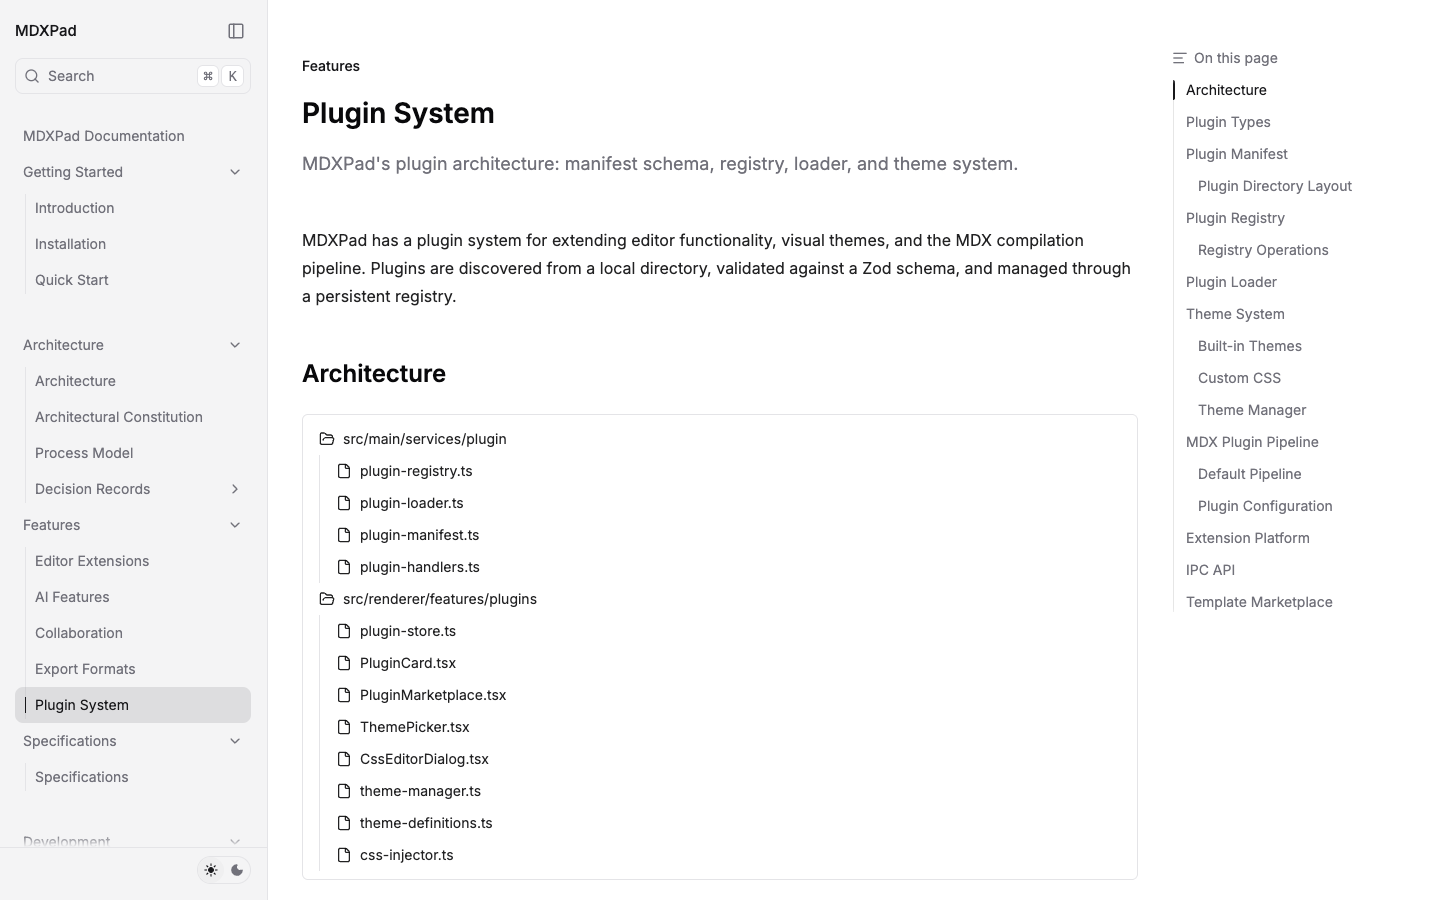 MDXPad
Search
⌘ K
MDXPad Documentation
Getting Started
Introduction
Installation
Quick Start
Architecture
Architecture
Architectural Constitution
Process Model
Decision Records
Features
Editor Extensions
AI Features
Collaboration
Export Formats
Plugin System
Specifications
Specifications
Development
Features
Plugin System
MDXPad's plugin architecture: manifest schema, registry, loader, and theme system.
MDXPad has a plugin system for extending editor functionality, visual themes, and the MDX compilation
pipeline. Plugins are discovered from a local directory, validated against a Zod schema, and managed through
a persistent registry.
Architecture
src/main/services/plugin
plugin-registry.ts
plugin-loader.ts
plugin-manifest.ts
plugin-handlers.ts
src/renderer/features/plugins
plugin-store.ts
PluginCard.tsx
PluginMarketplace.tsx
ThemePicker.tsx
CssEditorDialog.tsx
theme-manager.ts
theme-definitions.ts
css-injector.ts
On this page
Architecture
Plugin Types
Plugin Manifest
Plugin Directory Layout
Plugin Registry
Registry Operations
Plugin Loader
Theme System
Built-in Themes
Custom CSS
Theme Manager
MDX Plugin Pipeline
Default Pipeline
Plugin Configuration
Extension Platform
IPC API
Template Marketplace